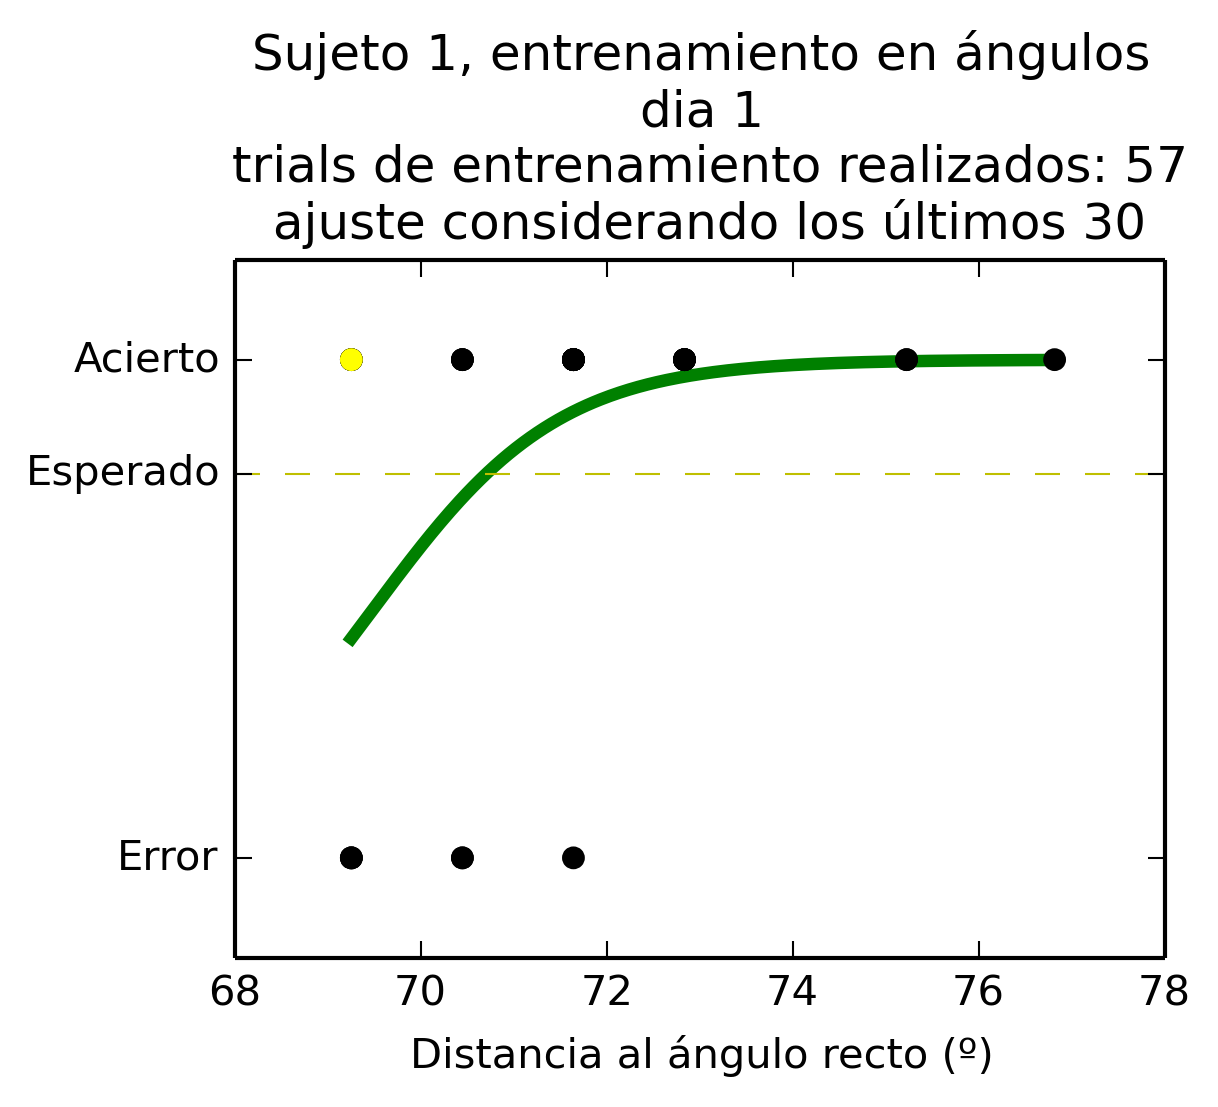 Sujeto 1, entrenamiento en ángulos
dia 1
trials de entrenamiento realizados: 57
ajuste considerando los últimos 30
Acierto
Esperado
Error
68 70 72 74 76 78
Distancia al ángulo recto (º)